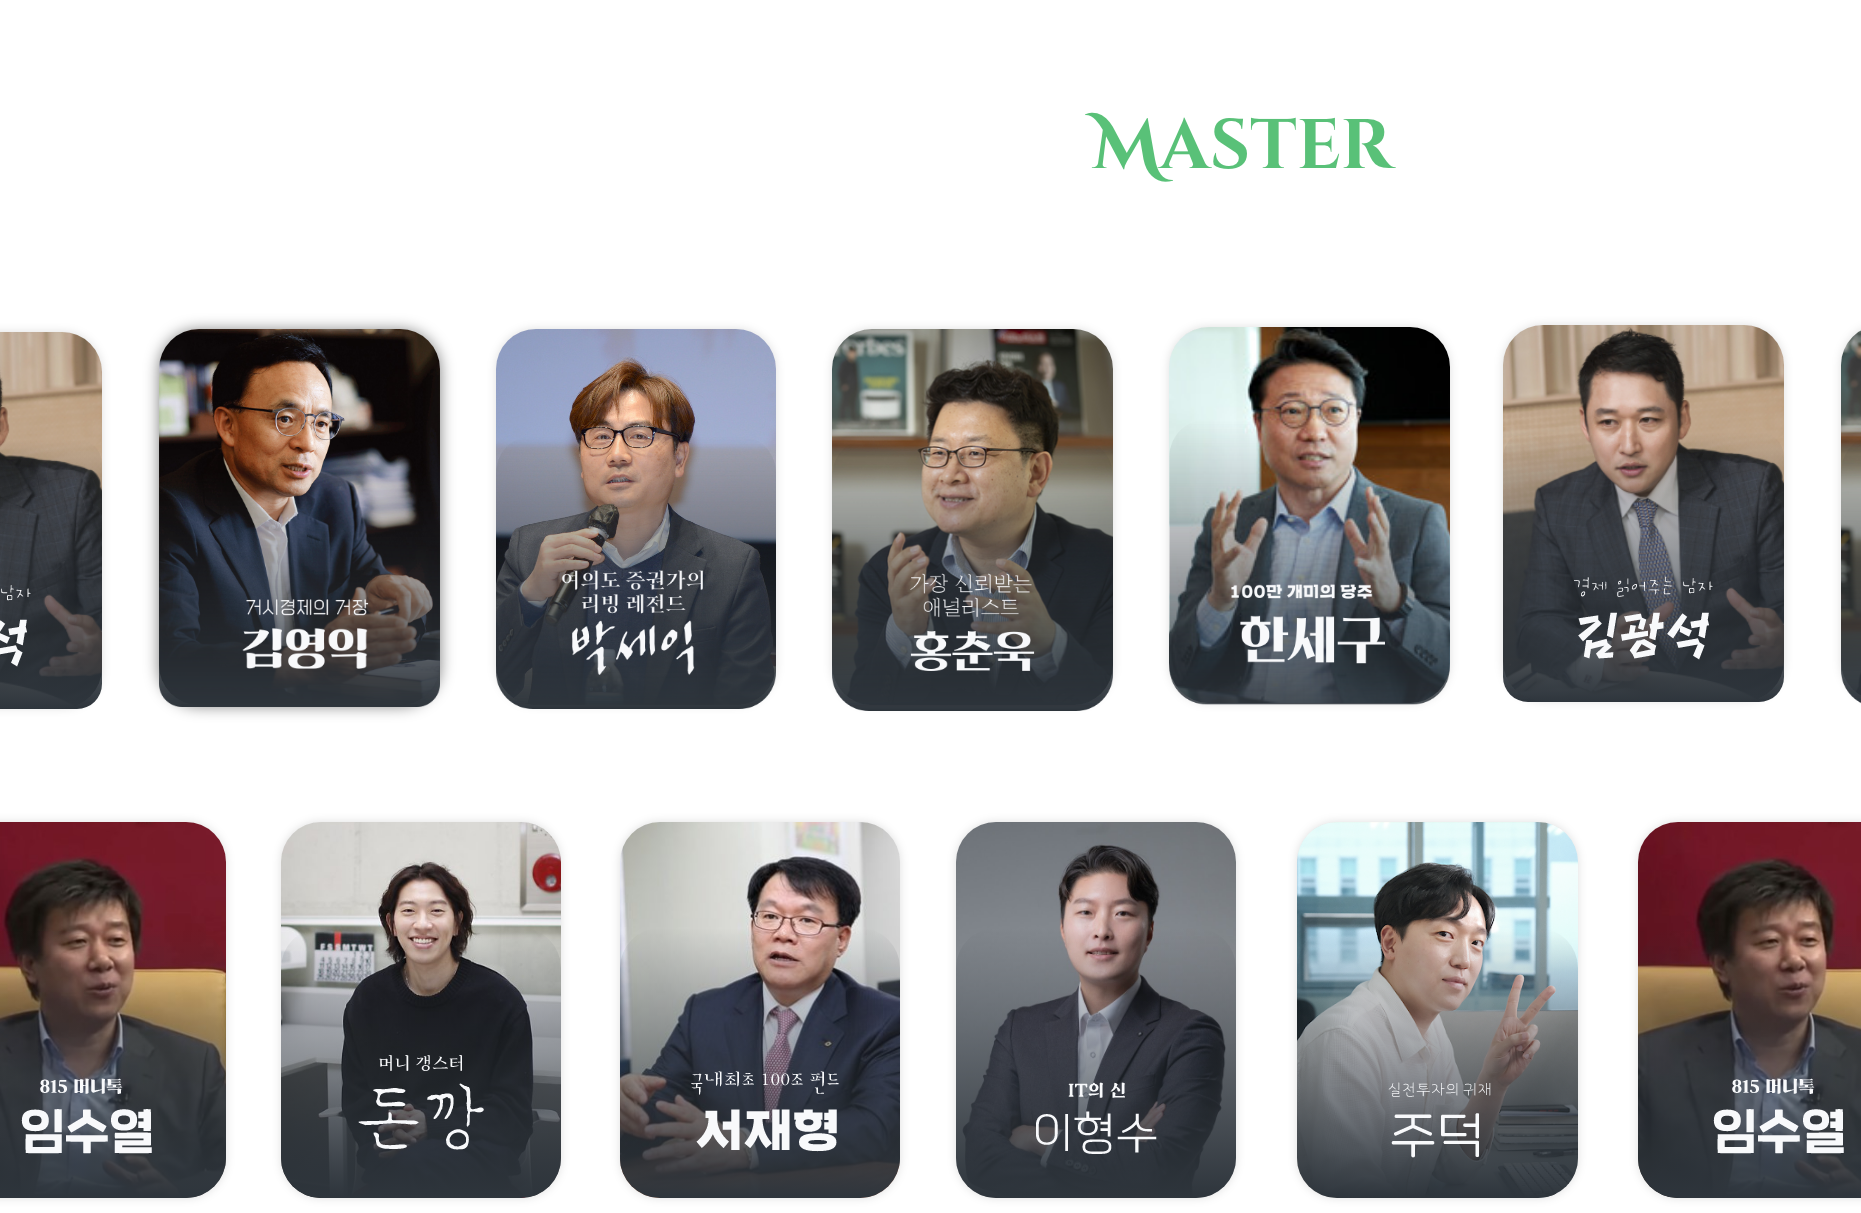 MASTER
남자
석
거시경제의 거장
김영익
여의도 증권가의
리빙 레전드
박세익
가장 신뢰받는
애널리스트
홍춘욱
100만 개미의 당주
한세구
경제 읽어주는 남자
김광석
815 머니톡
임수열
머니 갱스터
돈깡
국내최초 100조 펀드
서재형
IT의 신
이형수
실전투자의 귀재
주덕
815 머니톡
임수열